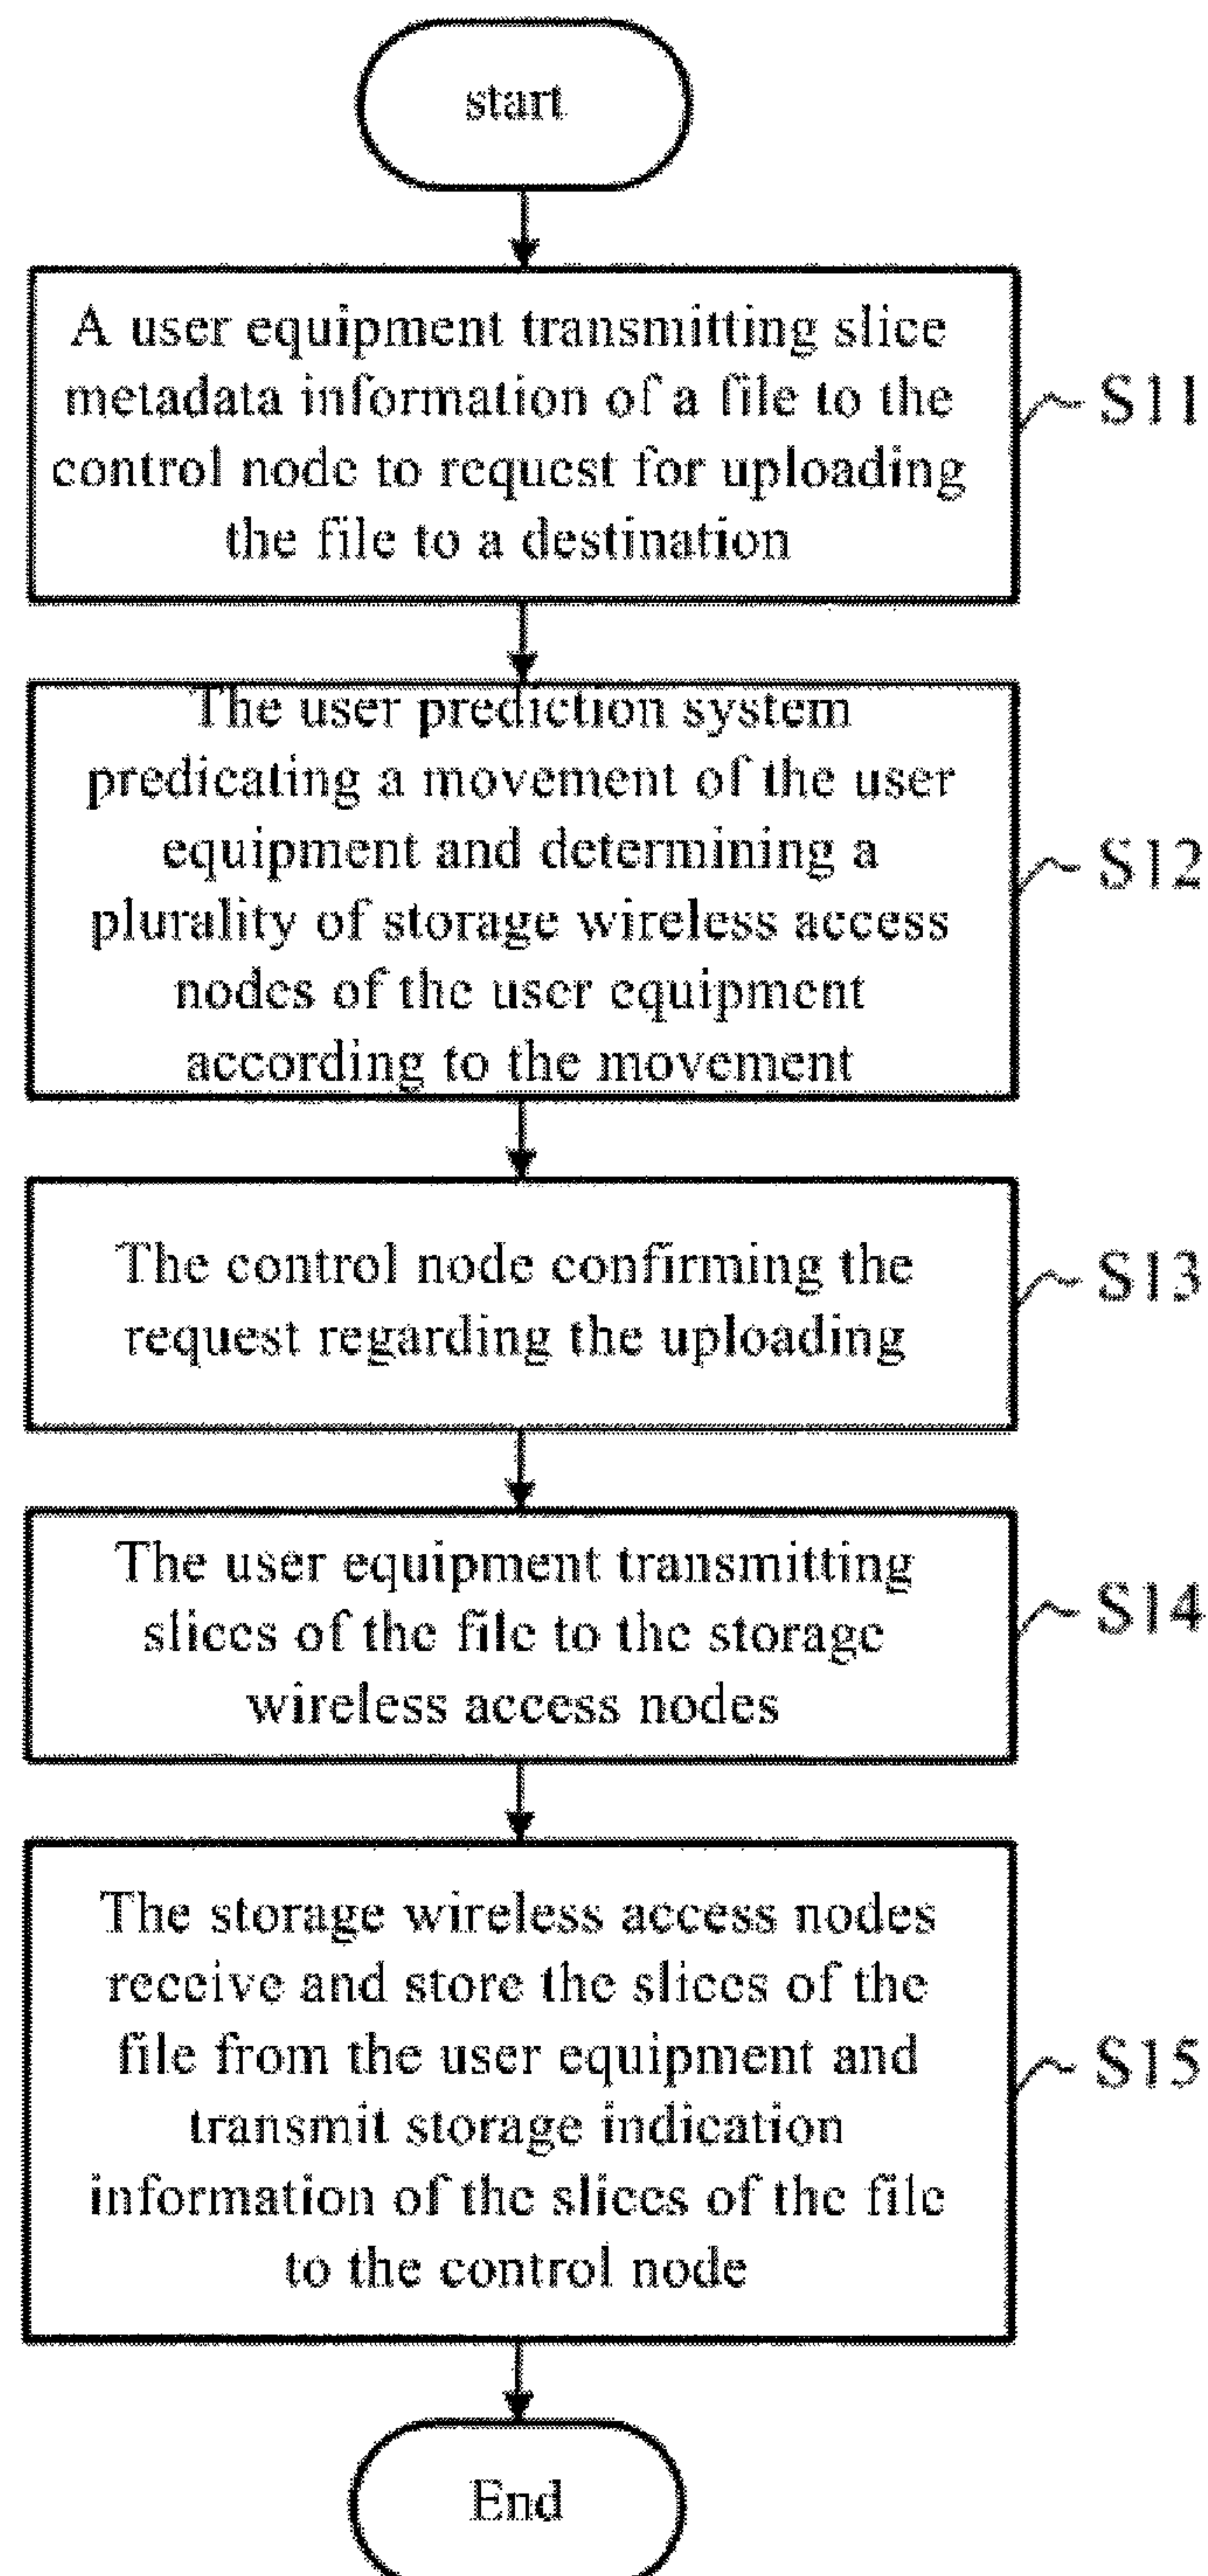 start
A user equipment transmitting slice
metadata information of a file to the
control node to request for uploading
the file to a destination
S11
The user prediction system
predicating a movement of the user
equipment and determining a
plurality of storage wireless access
nodes of the user equipment
according to the movement
S12
The control node confirming the
request regarding the uploading
S13
The user equipment transmitting
slices of the file to the storage
wireless access nodes
S14
The storage wireless access nodes
receive and store the slices of the
file from the user equipment and
transmit storage indication
information of the slices of the file
to the control node
S15
End